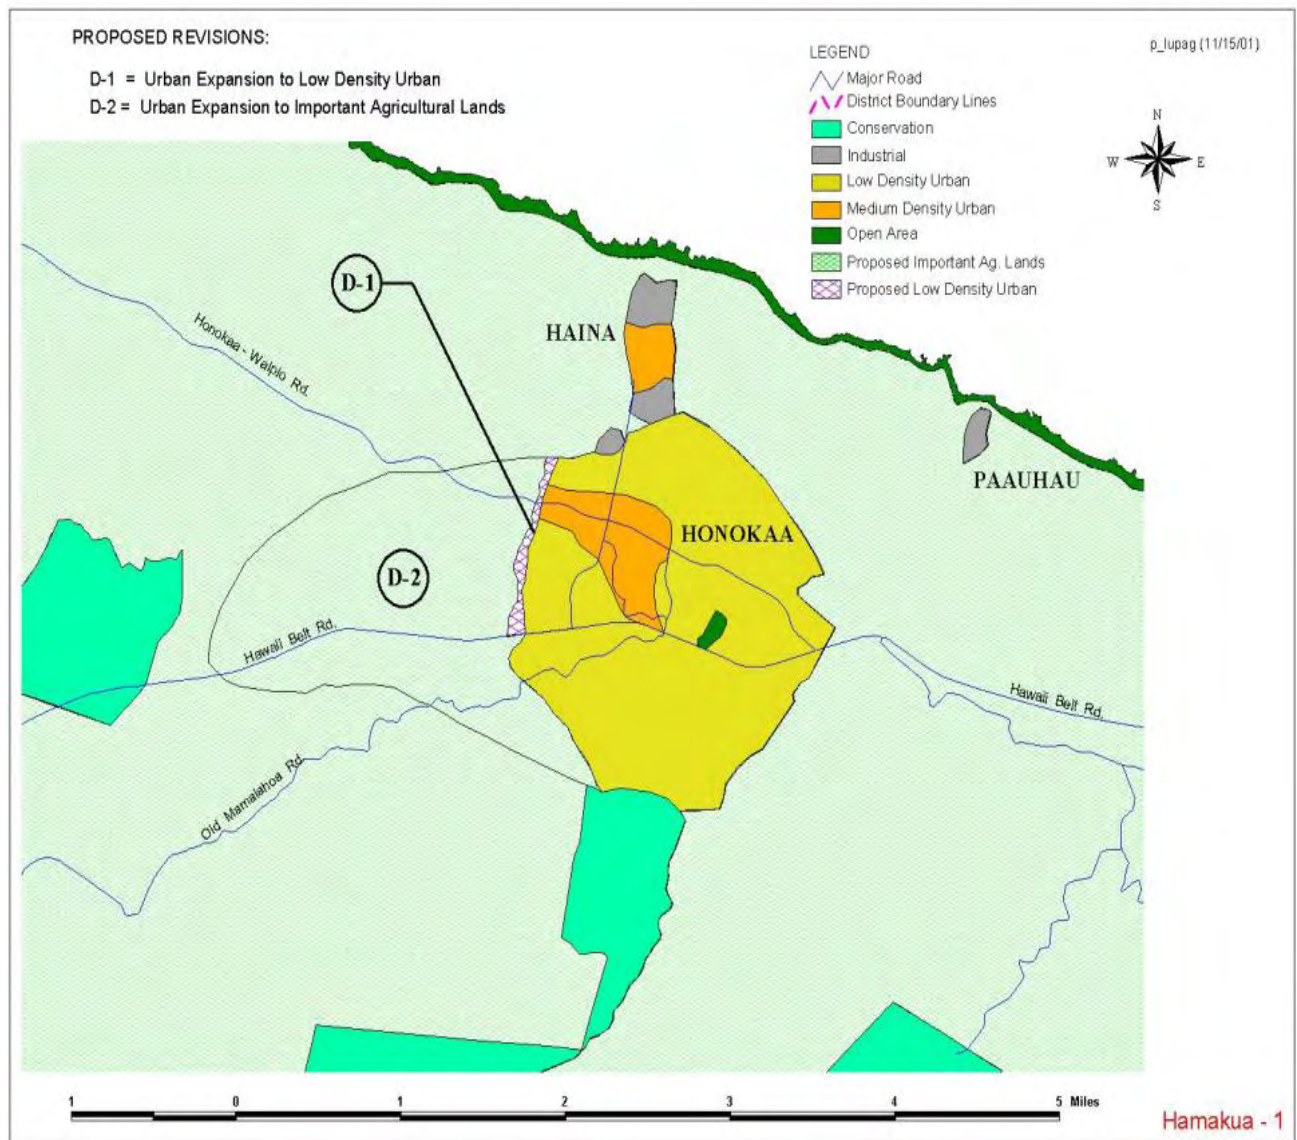 PROPOSED REVISIONS:
D-1 = Urban Expansion to Low Density Urban
D-2 = Urban Expansion to Important Agricultural Lands
p_lupag (11/15/01)
LEGEND
Major Road
District Boundary Lines
Conservation
Industrial
Low Density Urban
Medium Density Urban
Open Area
Proposed Important Ag. Lands
Proposed Low Density Urban
N
W E
S
D-1
HAINA
Honokaa - Waipio Rd.
PAAUHAU
HONOKAA
D-2
Hawaii Belt Rd.
Hawaii Belt Rd.
Old Mamalahoa Rd.
1 0 1 2 3 4 5 Miles
Hamakua - 1